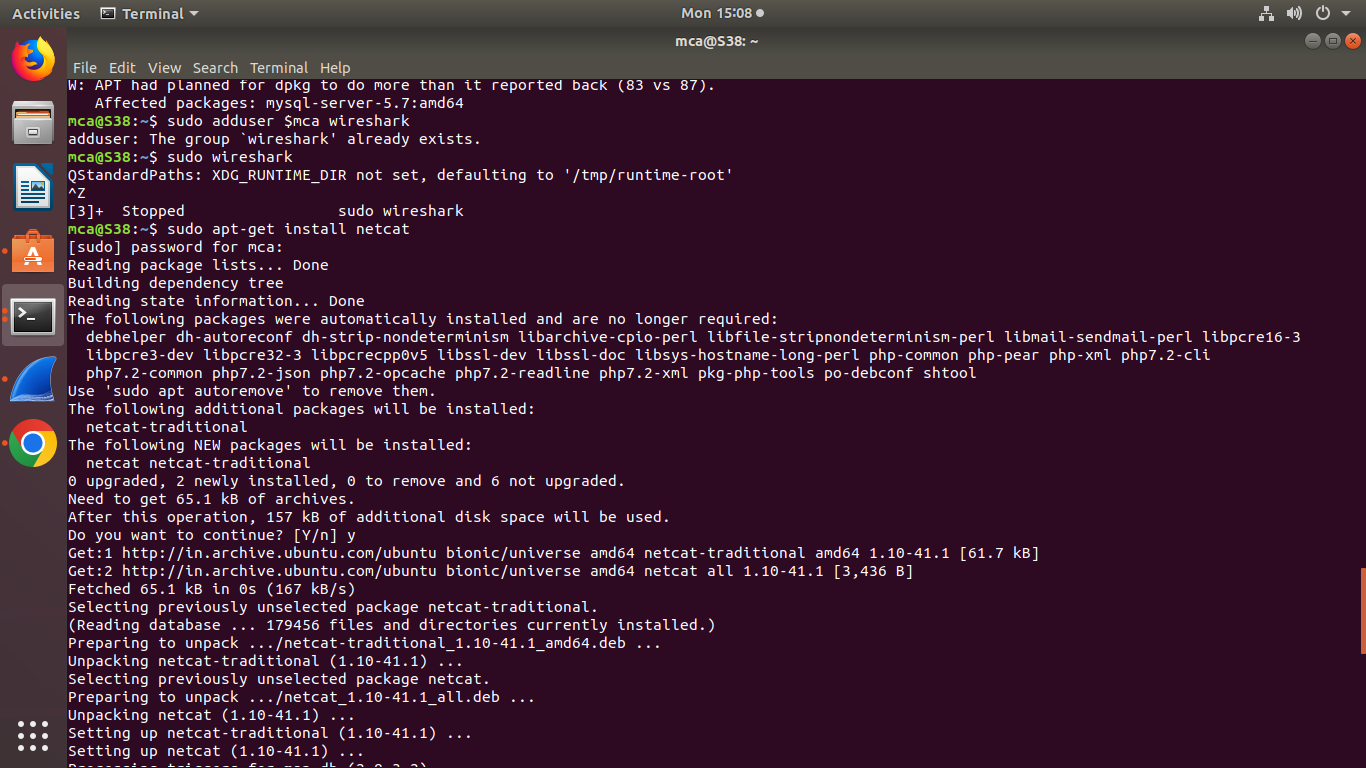 Activities Terminal Mon 15:08
mca@S38: ~
File Edit View Search Terminal Help
W: APT had planned for dpkg to do more than it reported back (83 vs 87).
   Affected packages: mysql-server-5.7:amd64
mca@S38:~$ sudo adduser $mca wireshark
adduser: The group `wireshark' already exists.
mca@S38:~$ sudo wireshark
QStandardPaths: XDG_RUNTIME_DIR not set, defaulting to '/tmp/runtime-root'
^Z
[3]+  Stopped                 sudo wireshark
mca@S38:~$ sudo apt-get install netcat
[sudo] password for mca:
Reading package lists... Done
Building dependency tree
Reading state information... Done
The following packages were automatically installed and are no longer required:
  debhelper dh-autoreconf dh-strip-nondeterminism libarchive-cpio-perl libfile-stripnondeterminism-perl libmail-sendmail-perl libpcre16-3
  libpcre3-dev libpcre32-3 libpcrecpp0v5 libssl-dev libssl-doc libsys-hostname-long-perl php-common php-pear php-xml php7.2-cli
  php7.2-common php7.2-json php7.2-opcache php7.2-readline php7.2-xml pkg-php-tools po-debconf shtool
Use 'sudo apt autoremove' to remove them.
The following additional packages will be installed:
  netcat-traditional
The following NEW packages will be installed:
  netcat netcat-traditional
0 upgraded, 2 newly installed, 0 to remove and 6 not upgraded.
Need to get 65.1 kB of archives.
After this operation, 157 kB of additional disk space will be used.
Do you want to continue? [Y/n] y
Get:1 http://in.archive.ubuntu.com/ubuntu bionic/universe amd64 netcat-traditional amd64 1.10-41.1 [61.7 kB]
Get:2 http://in.archive.ubuntu.com/ubuntu bionic/universe amd64 netcat all 1.10-41.1 [3,436 B]
Fetched 65.1 kB in 0s (167 kB/s)
Selecting previously unselected package netcat-traditional.
(Reading database ... 179456 files and directories currently installed.)
Preparing to unpack .../netcat-traditional_1.10-41.1_amd64.deb ...
Unpacking netcat-traditional (1.10-41.1) ...
Selecting previously unselected package netcat.
Preparing to unpack .../netcat_1.10-41.1_all.deb ...
Unpacking netcat (1.10-41.1) ...
Setting up netcat-traditional (1.10-41.1) ...
Setting up netcat (1.10-41.1) ...